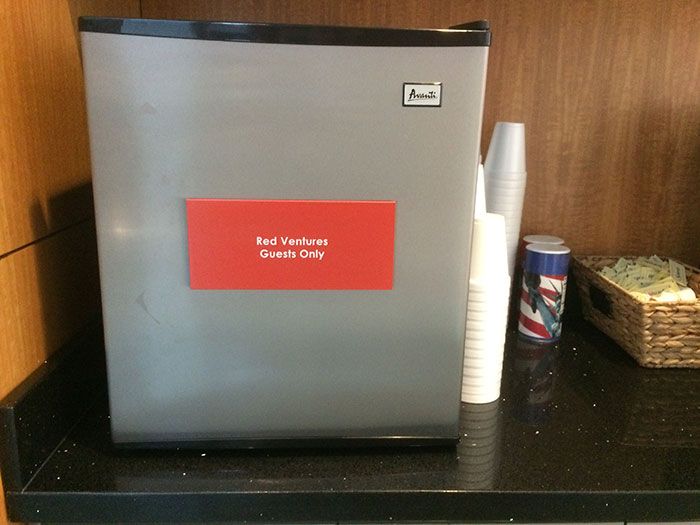 Avanti
Red Ventures
Guests Only